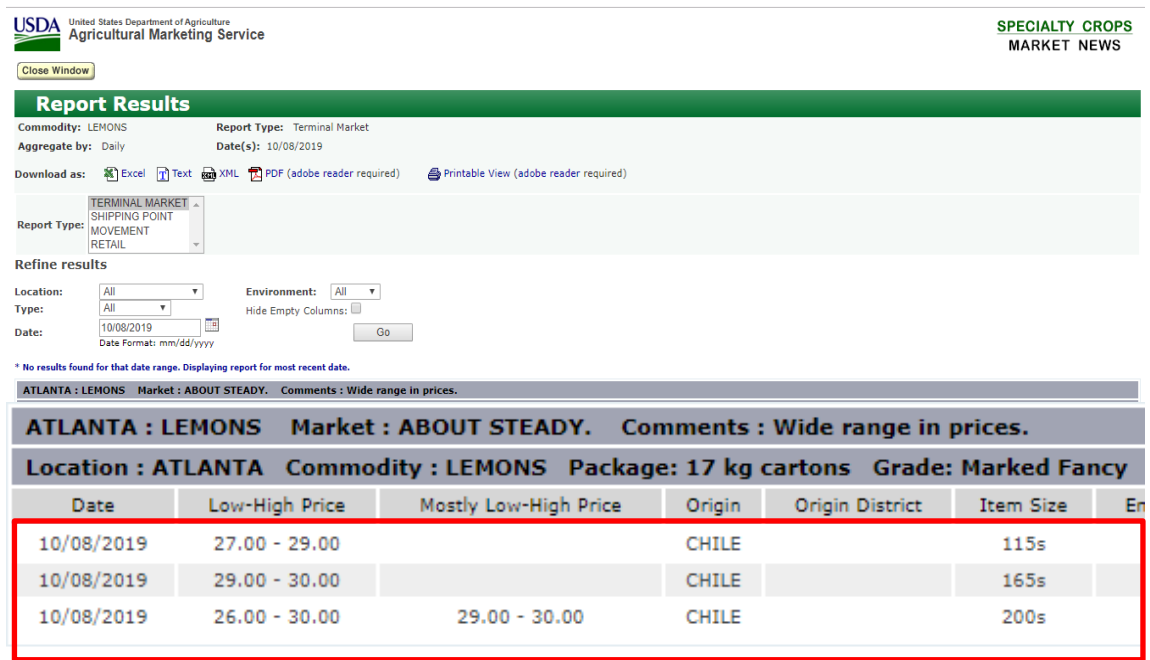 USDA United States Department of Agriculture
Agricultural Marketing Service
SPECIALTY CROPS
MARKET NEWS
Close Window
Report Results
Commodity: LEMONS Report Type: Terminal Market
Aggregate by: Daily Date(s): 10/08/2019
Download as: Excel Text XML PDF (adobe reader required) Printable View (adobe reader required)
Report Type:
TERMINAL MARKET
SHIPPING POINT
MOVEMENT
RETAIL
Refine results
Location: All Environment: All
Type: All Hide Empty Columns:
Date: 10/08/2019 Go
Date Format: mm/dd/yyyy
* No results found for that date range. Displaying report for most recent date.
ATLANTA : LEMONS Market : ABOUT STEADY. Comments : Wide range in prices.
ATLANTA : LEMONS Market : ABOUT STEADY. Comments : Wide range in prices.
Location : ATLANTA Commodity : LEMONS Package: 17 kg cartons Grade: Marked Fancy
Date Low-High Price Mostly Low-High Price Origin Origin District Item Size
10/08/2019 27.00 - 29.00 CHILE 115s
10/08/2019 29.00 - 30.00 CHILE 165s
10/08/2019 26.00 - 30.00 29.00 - 30.00 CHILE 200s